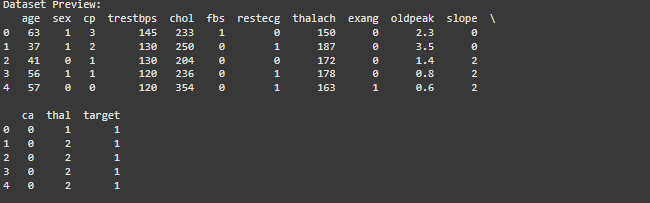 Dataset Preview:
age sex cp trestbps chol fbs restecg thalach exang oldpeak slope \
0 63 1 3 145 233 1 0 150 0 2.3 0
1 37 1 2 130 250 0 1 187 0 3.5 0
2 41 0 1 130 204 0 0 172 0 1.4 2
3 56 1 1 120 236 0 1 178 0 0.8 2
4 57 0 0 120 354 0 1 163 1 0.6 2
ca thal target
0 0 1 1
1 0 2 1
2 0 2 1
3 0 2 1
4 0 2 1